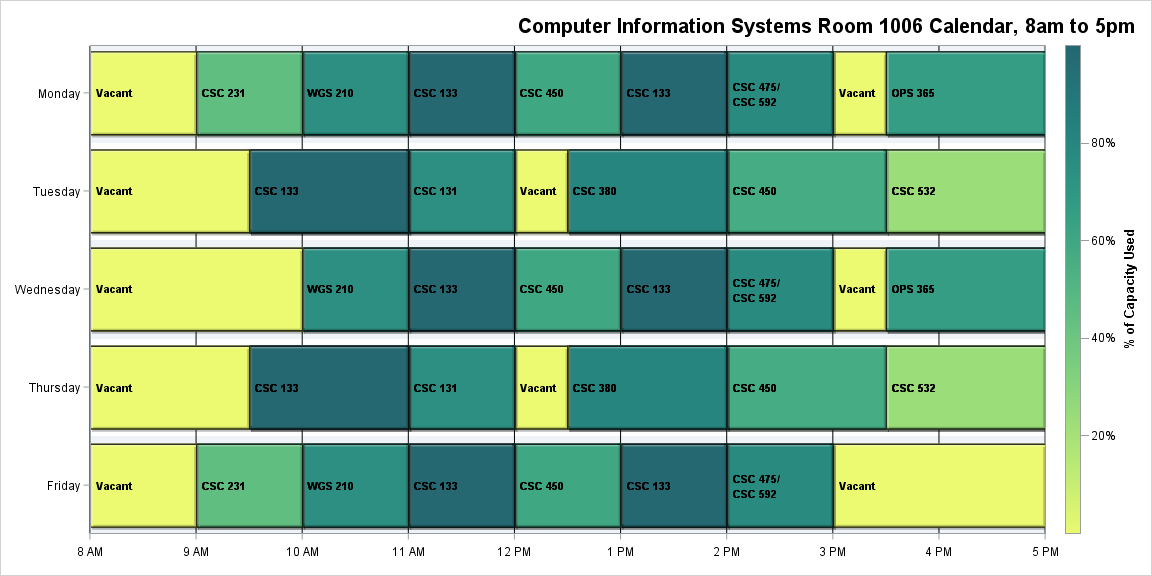 Computer Information Systems Room 1006 Calendar, 8am to 5pm
Monday
Vacant
CSC 231
WGS 210
CSC 133
CSC 450
CSC 133
CSC 475/
CSC 592
Vacant
OPS 365
Tuesday
Vacant
CSC 133
CSC 131
Vacant
CSC 380
CSC 450
CSC 532
Wednesday
Vacant
WGS 210
CSC 133
CSC 450
CSC 133
CSC 475/
CSC 592
Vacant
OPS 365
Thursday
Vacant
CSC 133
CSC 131
Vacant
CSC 380
CSC 450
CSC 532
Friday
Vacant
CSC 231
WGS 210
CSC 133
CSC 450
CSC 133
CSC 475/
CSC 592
Vacant
8 AM
9 AM
10 AM
11 AM
12 PM
1 PM
2 PM
3 PM
4 PM
5 PM
80%
60%
40%
20%
% of Capacity Used